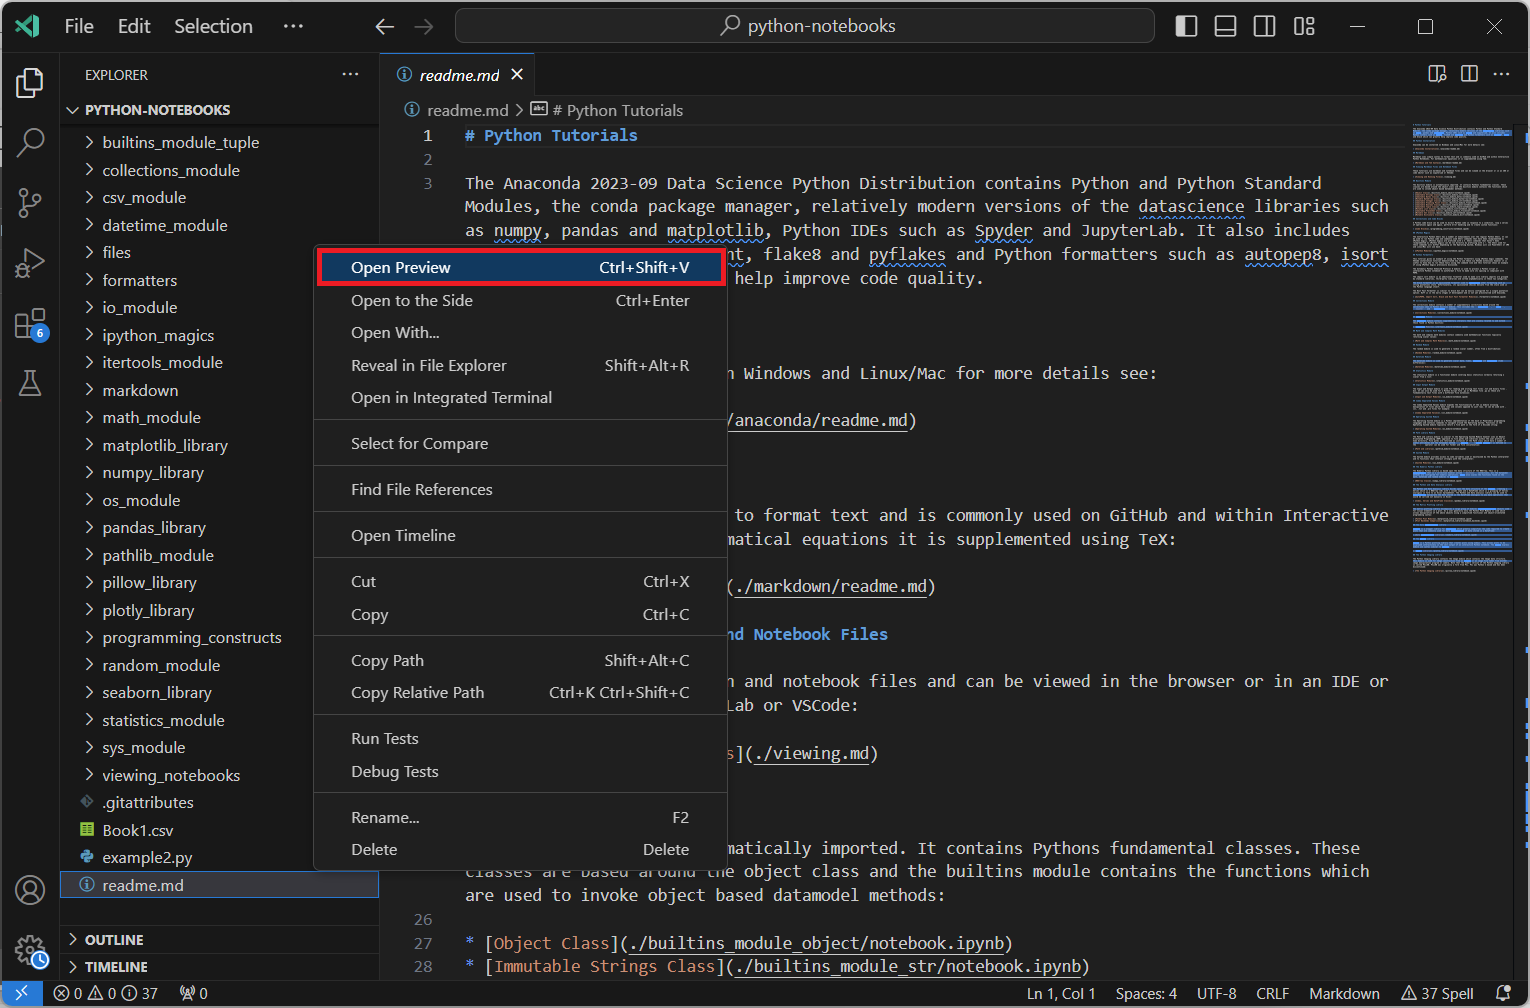 File Edit Selection ··· python-notebooks
EXPLORER ···
PYTHON-NOTEBOOKS
builtins_module_tuple
collections_module
csv_module
datetime_module
files
formatters
io_module
ipython_magics
itertools_module
markdown
math_module
matplotlib_library
numpy_library
os_module
pandas_library
pathlib_module
pillow_library
plotly_library
programming_constructs
random_module
seaborn_library
statistics_module
sys_module
viewing_notebooks
.gitattributes
Book1.csv
example2.py
readme.md
OUTLINE
TIMELINE
6
readme.md
readme.md > # Python Tutorials
1 # Python Tutorials
2
3 The Anaconda 2023-09 Data Science Python Distribution contains Python and Python Standard
Modules, the conda package manager, relatively modern versions of the datascience libraries such
as numpy, pandas and matplotlib, Python IDEs such as Spyder and JupyterLab. It also includes
nt, flake8 and pyflakes and Python formatters such as autopep8, isort
help improve code quality.
n Windows and Linux/Mac for more details see:
/anaconda/readme.md)
to format text and is commonly used on GitHub and within Interactive
matical equations it is supplemented using TeX:
(./markdown/readme.md)
nd Notebook Files
n and notebook files and can be viewed in the browser or in an IDE or
Lab or VSCode:
s](./viewing.md)
matically imported. It contains Pythons fundamental classes. These
classes are based around the object class and the builtins module contains the functions which
are used to invoke object based datamodel methods:
26
27 * [Object Class](./builtins_module_object/notebook.ipynb)
28 * [Immutable Strings Class](./builtins_module_str/notebook.ipynb)
Open Preview Ctrl+Shift+V
Open to the Side Ctrl+Enter
Open With...
Reveal in File Explorer Shift+Alt+R
Open in Integrated Terminal
Select for Compare
Find File References
Open Timeline
Cut Ctrl+X
Copy Ctrl+C
Copy Path Shift+Alt+C
Copy Relative Path Ctrl+K Ctrl+Shift+C
Run Tests
Debug Tests
Rename... F2
Delete Delete
0 0 37 0 Ln 1, Col 1 Spaces: 4 UTF-8 CRLF Markdown 37 Spell